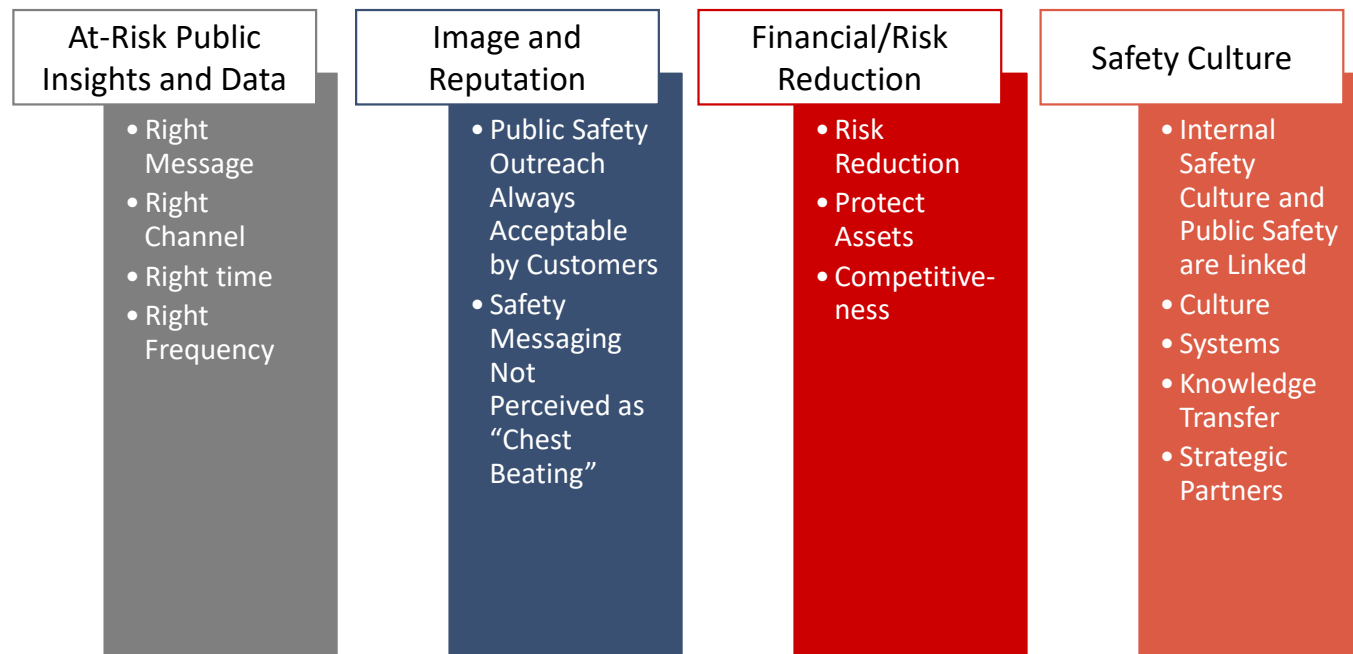 At-Risk Public
Insights and Data
• Right
Message
• Right
Channel
• Right time
• Right
Frequency
Image and
Reputation
• Public Safety
Outreach
Always
Acceptable
by Customers
• Safety
Messaging
Not
Perceived as
“Chest
Beating”
Financial/Risk
Reduction
• Risk
Reduction
• Protect
Assets
• Competitive-
ness
Safety Culture
• Internal
Safety
Culture and
Public Safety
are Linked
• Culture
• Systems
• Knowledge
Transfer
• Strategic
Partners